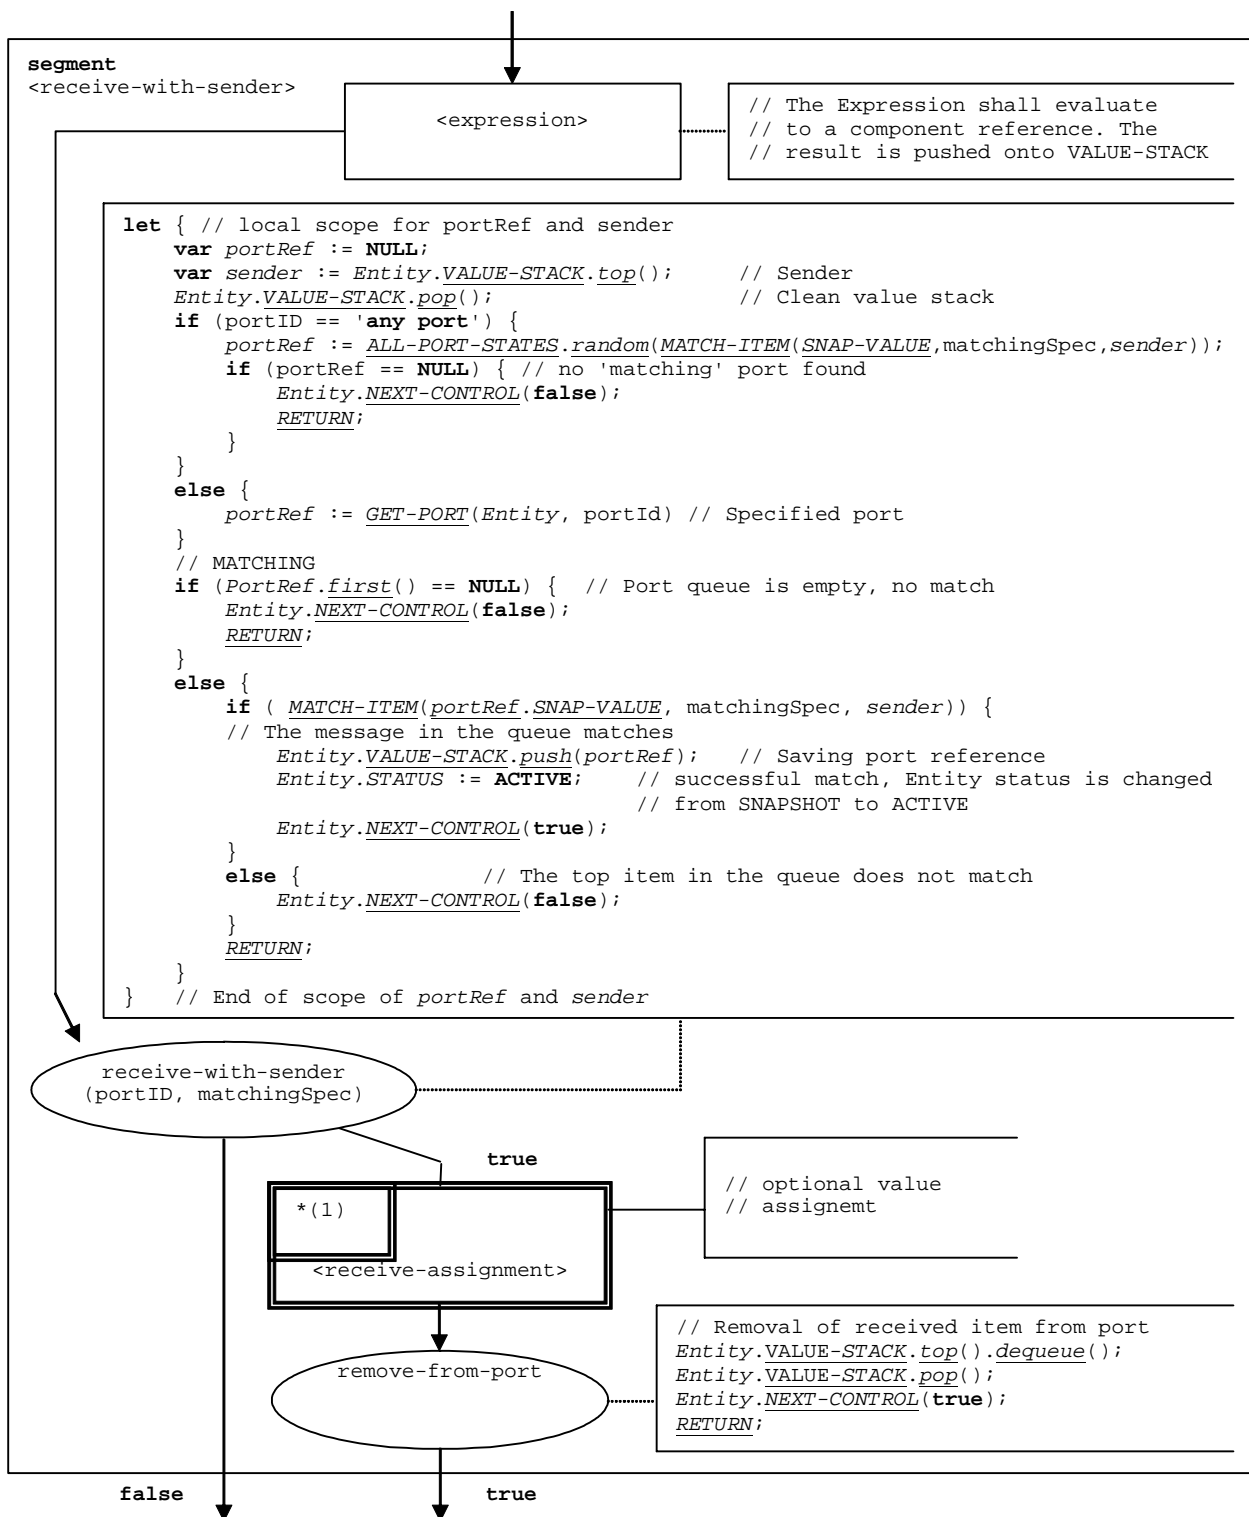 segment
<receive-with-sender>
<expression>
// The Expression shall evaluate
// to a component reference. The
// result is pushed onto VALUE-STACK
let { // local scope for portRef and sender
var portRef := NULL;
var sender := Entity.VALUE-STACK.top(); // Sender
Entity.VALUE-STACK.pop(); // Clean value stack
if (portID == 'any port') {
portRef := ALL-PORT-STATES.random(MATCH-ITEM(SNAP-VALUE,matchingSpec,sender));
if (portRef == NULL) { // no 'matching' port found
Entity.NEXT-CONTROL(false);
RETURN;
}
}
else {
portRef := GET-PORT(Entity, portId) // Specified port
}
// MATCHING
if (PortRef.first() == NULL) { // Port queue is empty, no match
Entity.NEXT-CONTROL(false);
RETURN;
}
else {
if ( MATCH-ITEM(portRef.SNAP-VALUE, matchingSpec, sender)) {
// The message in the queue matches
Entity.VALUE-STACK.push(portRef); // Saving port reference
Entity.STATUS := ACTIVE; // successful match, Entity status is changed
// from SNAPSHOT to ACTIVE
Entity.NEXT-CONTROL(true);
}
else { // The top item in the queue does not match
Entity.NEXT-CONTROL(false);
}
RETURN;
}
} // End of scope of portRef and sender
receive-with-sender
(portID, matchingSpec)
true
*(1)
<receive-assignment>
// optional value
// assignemt
remove-from-port
// Removal of received item from port
Entity.VALUE-STACK.top().dequeue();
Entity.VALUE-STACK.pop();
Entity.NEXT-CONTROL(true);
RETURN;
false
true